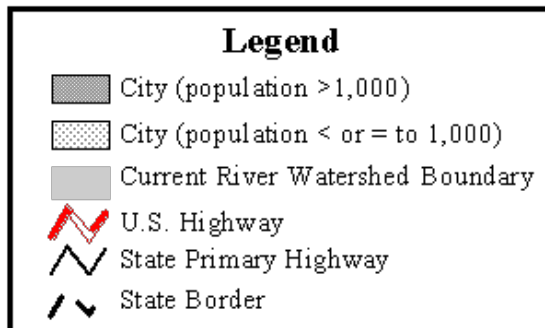 Legend
City (population >1,000)
City (population < or = to 1,000)
Current River Watershed Boundary
U.S. Highway
State Primary Highway
State Border